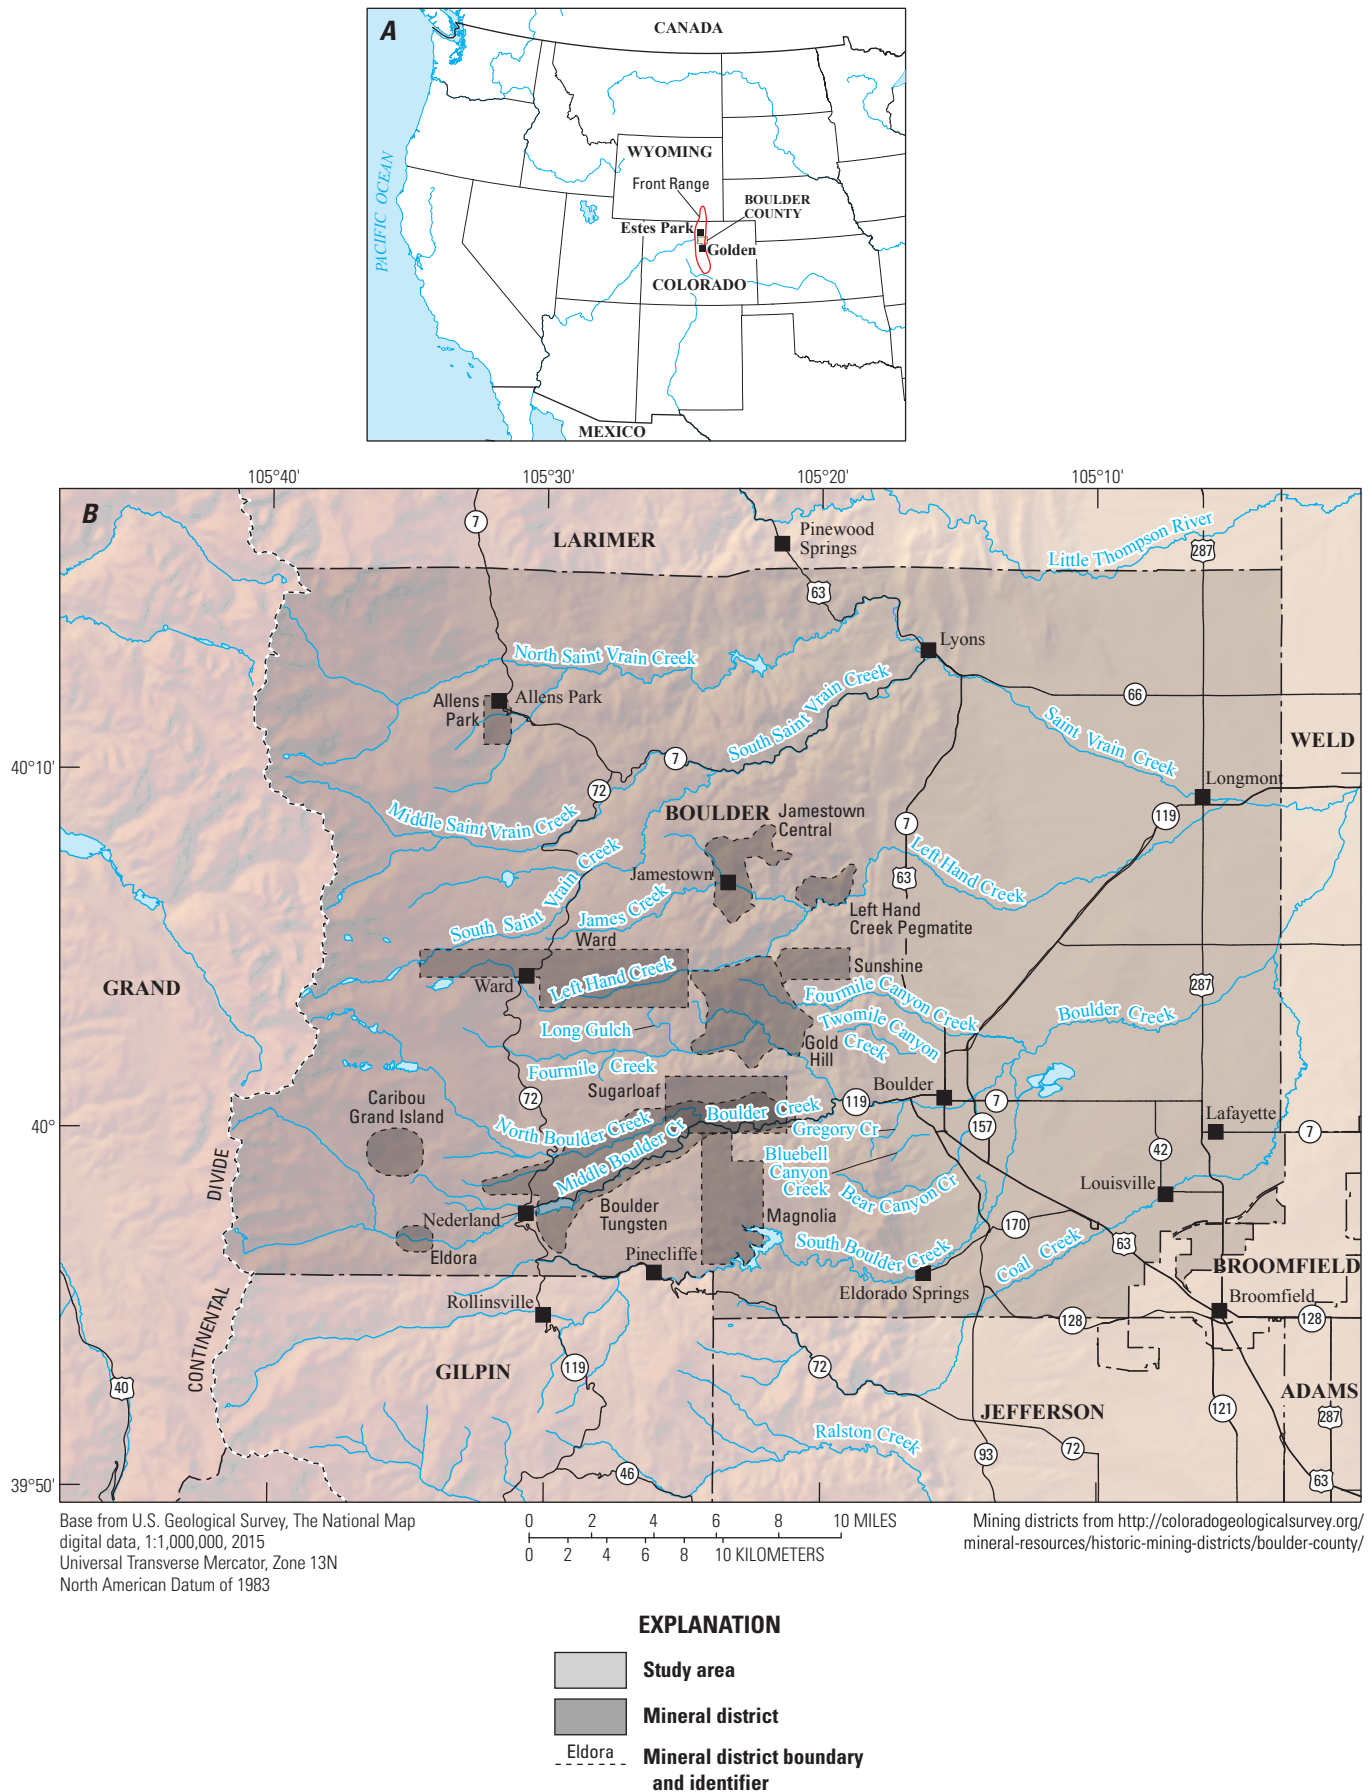 A
CANADA
PACIFIC OCEAN
WYOMING
Front Range
BOULDER
COUNTY
Estes Park
Golden
COLORADO
MEXICO
105°40'
105°30'
105°20'
105°10'
B
7
LARIMER
Pinewood
Springs
Little Thompson River
287
63
Lyons
North Saint Vrain Creek
Allens
Park
Allens Park
66
South Saint Vrain Creek
Saint Vrain Creek
WELD
40°10'
7
72
Longmont
119
Middle Saint Vrain Creek
BOULDER
Jamestown
Central
7
Left Hand Creek
63
Jamestown
South Saint Vrain Creek
James Creek
Left Hand
Creek Pegmatite
Ward
Sunshine
GRAND
Ward
Left Hand Creek
Fourmile Canyon Creek
287
Boulder Creek
Long Gulch
Twomile Canyon
Creek
Gold
Hill
Fourmile Creek
Sugarloaf
Boulder
Caribou
Grand Island
72
119
7
Lafayette
40°
North Boulder Creek
Boulder Creek
Gregory Cr
157
7
DIVIDE
Middle Boulder Cr
Bluebell
Canyon
Creek
42
Bear Canyon Cr
Louisville
Nederland
Boulder
Tungsten
Magnolia
170
Eldora
Pinecliffe
South Boulder Creek
Coal Creek
63
BROOMFIELD
Eldorado Springs
Broomfield
Rollinsville
128
128
CONTINENTAL
GILPIN
119
72
40
ADAMS
JEFFERSON
121
287
Ralston Creek
93
72
46
63
39°50'
Base from U.S. Geological Survey, The National Map
digital data, 1:1,000,000, 2015
Universal Transverse Mercator, Zone 13N
North American Datum of 1983
0 2 4 6 8 10 MILES
0 2 4 6 8 10 KILOMETERS
Mining districts from http://coloradogeologicalsurvey.org/
mineral-resources/historic-mining-districts/boulder-county/
EXPLANATION
Study area
Mineral district
Eldora
Mineral district boundary
and identifier